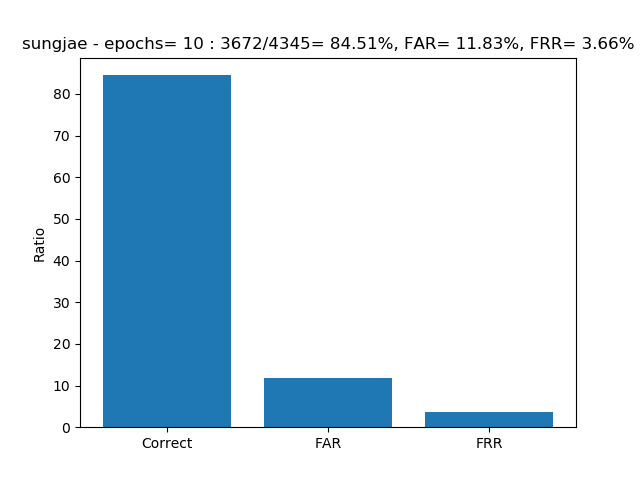 sungjae - epochs= 10 : 3672/4345= 84.51%, FAR= 11.83%, FRR= 3.66%
80
70
60
50
40
30
20
10
0
Ratio
Correct
FAR
FRR